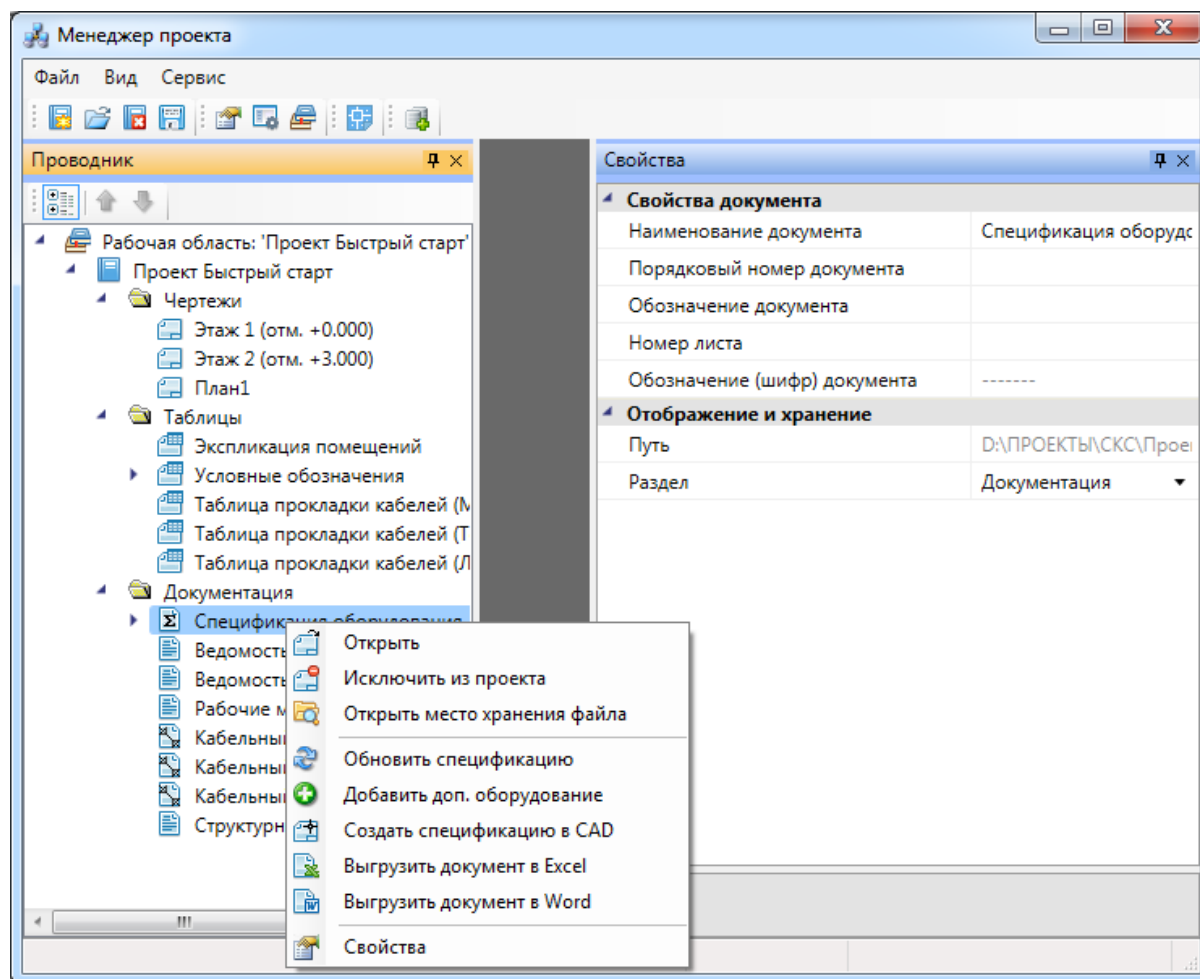 Менеджер проекта
Файл Вид Сервис
Проводник
Рабочая область: 'Проект Быстрый старт'
Проект Быстрый старт
Чертежи
Этаж 1 (отм. +0.000)
Этаж 2 (отм. +3.000)
План1
Таблицы
Экспликация помещений
Условные обозначения
Таблица прокладки кабелей
Таблица прокладки кабелей (Т
Таблица прокладки кабелей (Л
Документация
Спецификация оборудования
Ведомость
Ведомость
Рабочие
Кабельны
Кабельны
Кабельны
Структурн
Открыть
Исключить из проекта
Открыть место хранения файла
Обновить спецификацию
Добавить доп. оборудование
Создать спецификацию в CAD
Выгрузить документ в Excel
Выгрузить документ в Word
Свойства
Свойства
Свойства документа
Наименование документа Спецификация оборудо
Порядковый номер документа
Обозначение документа
Номер листа
Обозначение (шифр) документа -------
Отображение и хранение
Путь D:\ПРОЕКТЫ\СКС\Прое
Раздел Документация